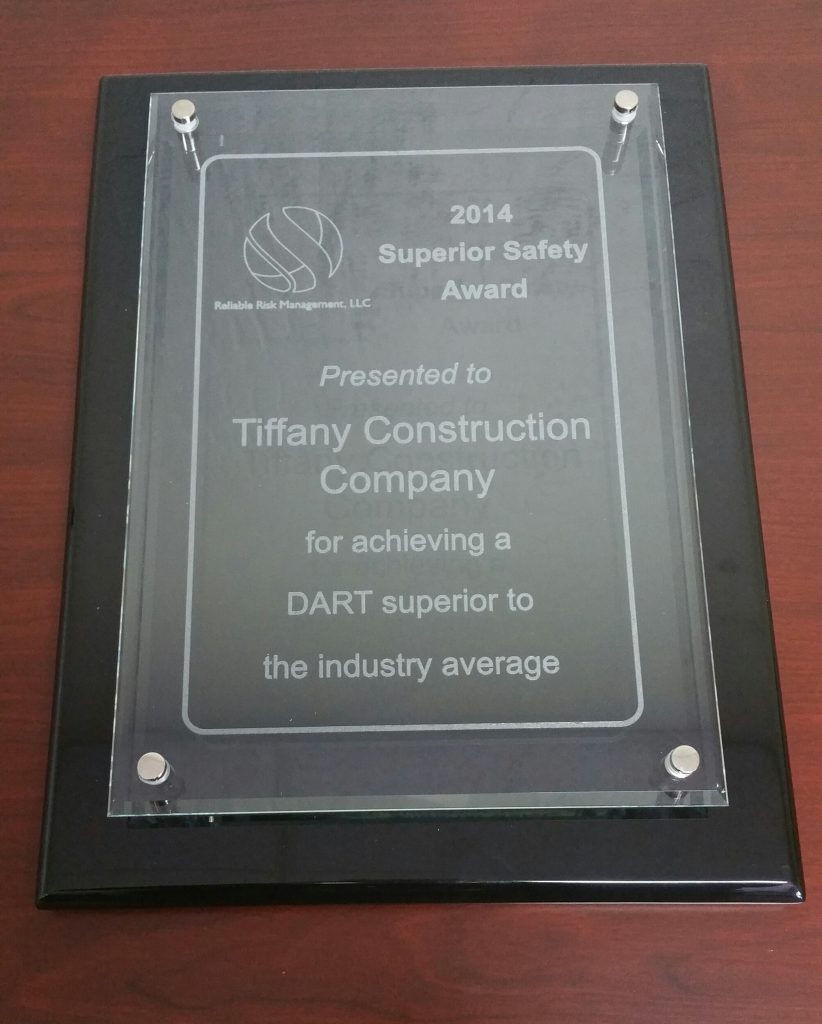 Reliable Risk Management, LLC
2014
Superior Safety
Award
Presented to
Tiffany Construction
Company
for achieving a
DART superior to
the industry average